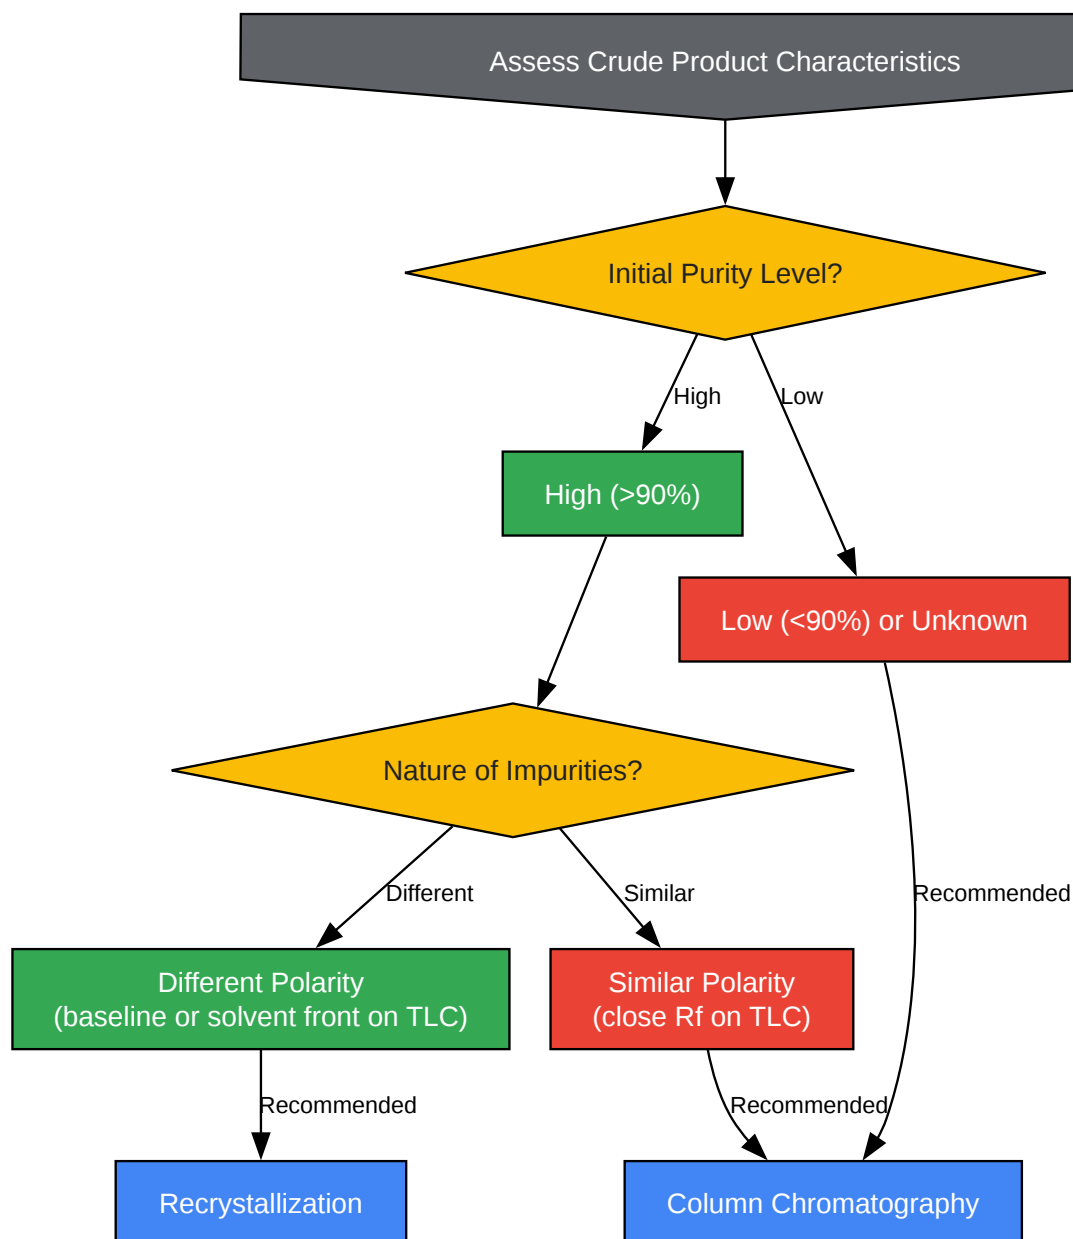 Assess Crude Product Characteristics
Initial Purity Level?
High
Low
High (>90%)
Low (<90%) or Unknown
Nature of Impurities?
Different
Similar
Recommended
Different Polarity
(baseline or solvent front on TLC)
Similar Polarity
(close Rf on TLC)
Recommended
Recommended
Recrystallization
Column Chromatography